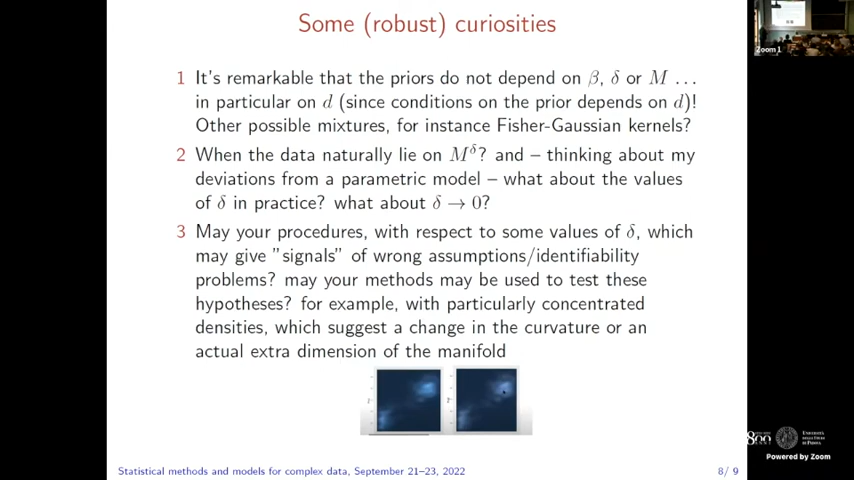 Some (robust) curiosities
1 It's remarkable that the priors do not depend on β, δ or M ...
in particular on d (since conditions on the prior depends on d)!
Other possible mixtures, for instance Fisher-Gaussian kernels?
2 When the data naturally lie on M^δ? and – thinking about my
deviations from a parametric model – what about the values
of δ in practice? what about δ → 0?
3 May your procedures, with respect to some values of δ, which
may give "signals" of wrong assumptions/identifiability
problems? may your methods may be used to test these
hypotheses? for example, with particularly concentrated
densities, which suggest a change in the curvature or an
actual extra dimension of the manifold
Statistical methods and models for complex data, September 21–23, 2022
8/ 9
Zoom 1
800
Università
degli Studi
di Padova
Powered by Zoom